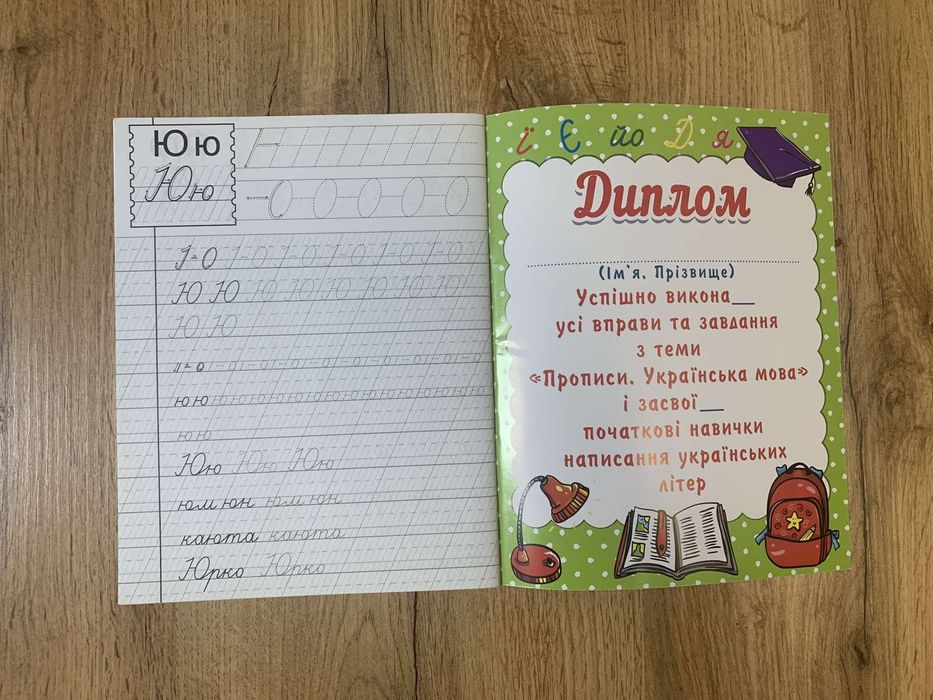 Юю
Юю
І-О І-О І-О І-О І-О І-О
Ю Ю Ю Ю Ю Ю Ю Ю Ю
Ю Ю
ı-о ı-о ı-о ı-о ı-о ı-о ı-о ı-о
ю ю ю ю ю ю ю ю ю ю ю ю ю ю ю
ю ю
Юю Юю Юю
юм юн юм юн
каюта каюта
Юрко Юрко
ї Є йо Д я
Диплом
(Ім'я, Прізвище)
Успішно викона__
усі вправи та завдання
з теми
«Прописи. Українська мова»
і засвої__
початкові навички
написання українських
літер